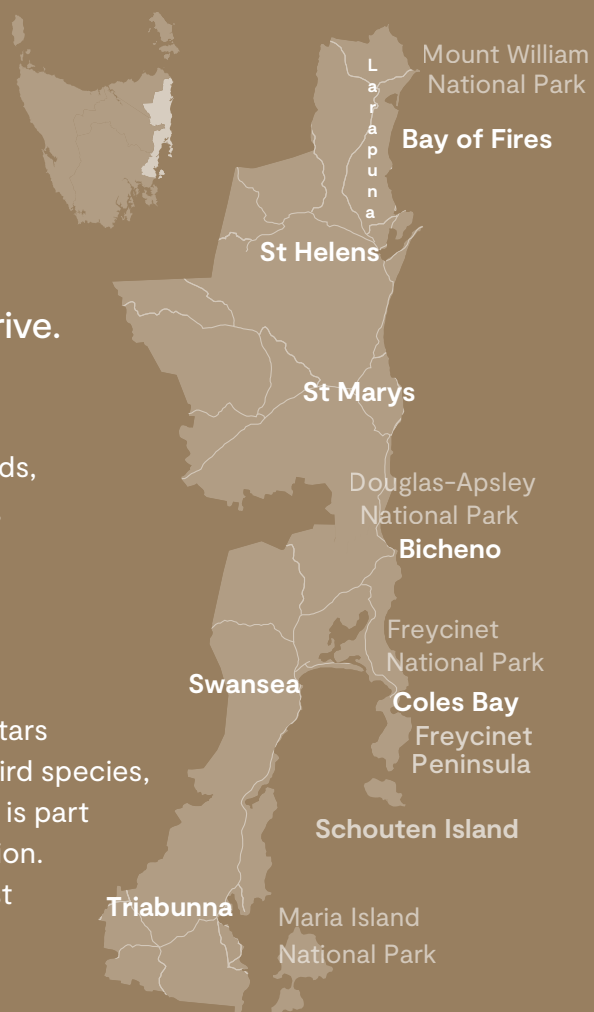 Mount William
National Park
Larapuna
Bay of Fires
St Helens
rive.
St Marys
ds,
Douglas-Apsley
National Park
Bicheno
Freycinet
National Park
Swansea
Coles Bay
tars
Freycinet
Peninsula
ird species,
is part
Schouten Island
ion.
st
Triabunna
Maria Island
National Park